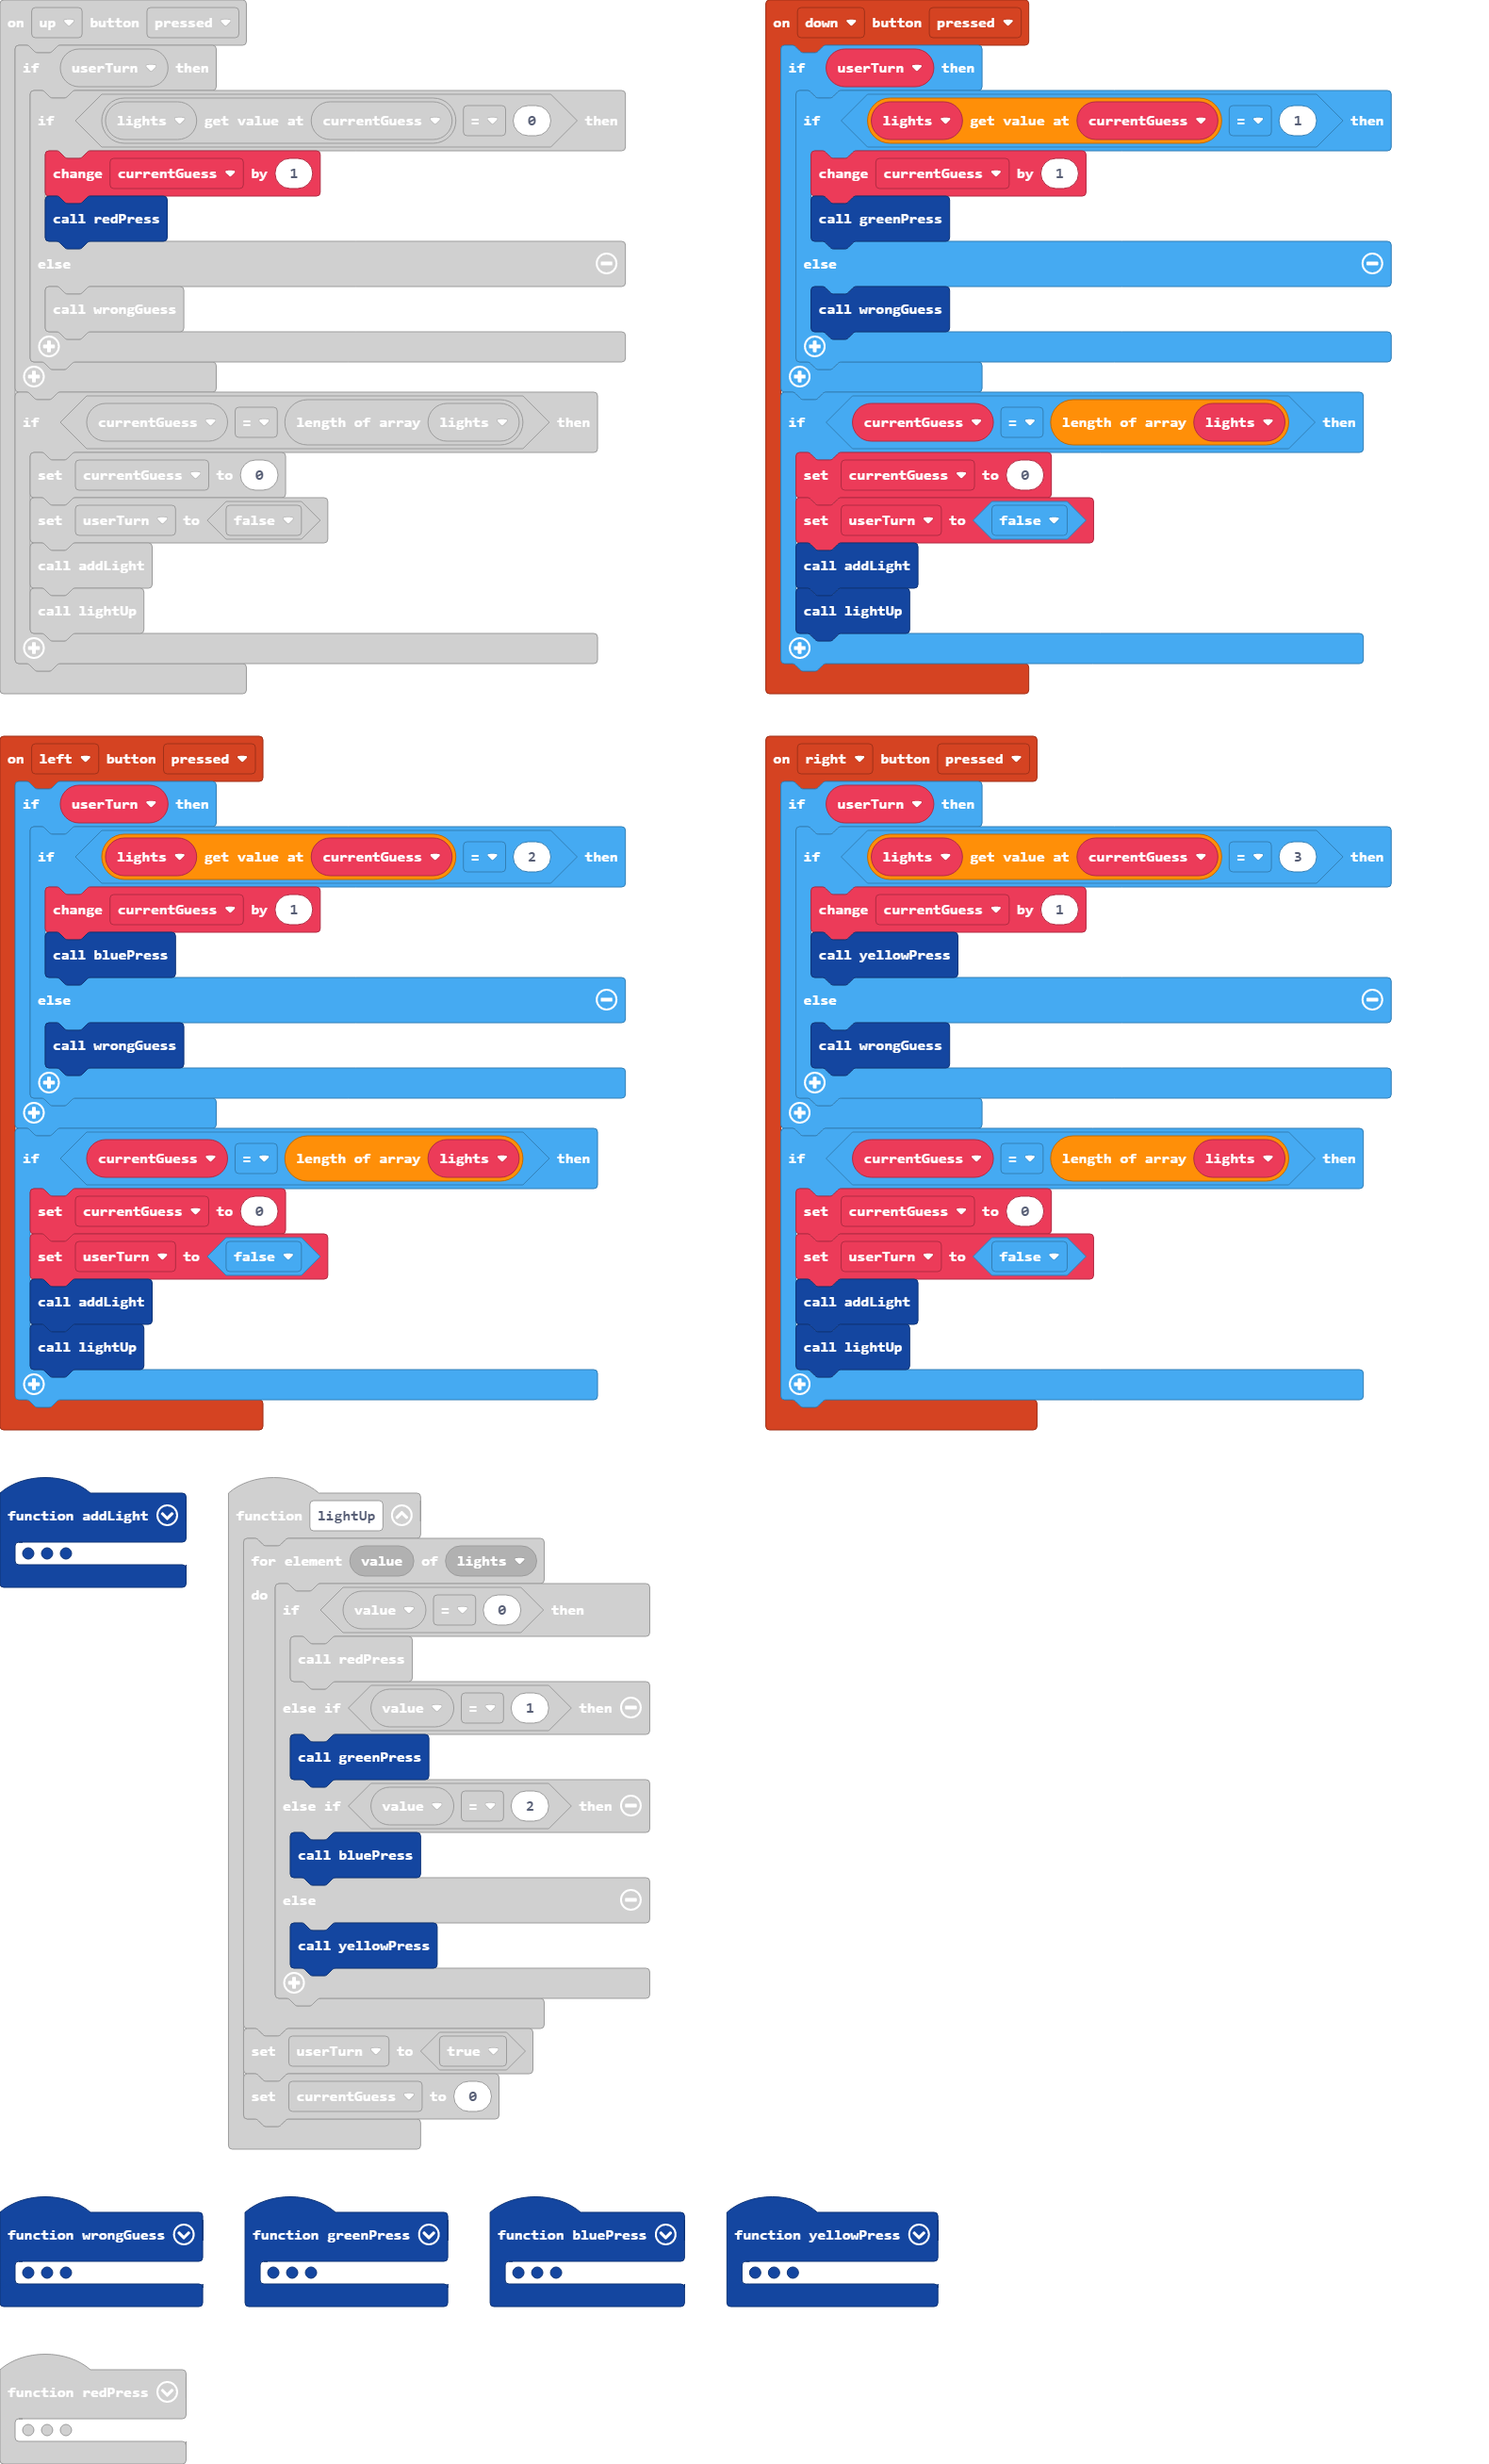 on up button pressed
if userTurn then
if lights get value at currentGuess = 0 then
change currentGuess by 1
call redPress
else
call wrongGuess
if currentGuess = length of array lights then
set currentGuess to 0
set userTurn to false
call addLight
call lightUp
on down button pressed
if userTurn then
if lights get value at currentGuess = 1 then
change currentGuess by 1
call greenPress
else
call wrongGuess
if currentGuess = length of array lights then
set currentGuess to 0
set userTurn to false
call addLight
call lightUp
on left button pressed
if userTurn then
if lights get value at currentGuess = 2 then
change currentGuess by 1
call bluePress
else
call wrongGuess
if currentGuess = length of array lights then
set currentGuess to 0
set userTurn to false
call addLight
call lightUp
on right button pressed
if userTurn then
if lights get value at currentGuess = 3 then
change currentGuess by 1
call yellowPress
else
call wrongGuess
if currentGuess = length of array lights then
set currentGuess to 0
set userTurn to false
call addLight
call lightUp
function addLight
function lightUp
for element value of lights
do
if value = 0 then
call redPress
else if value = 1 then
call greenPress
else if value = 2 then
call bluePress
else
call yellowPress
set userTurn to true
set currentGuess to 0
function wrongGuess
function greenPress
function bluePress
function yellowPress
function redPress